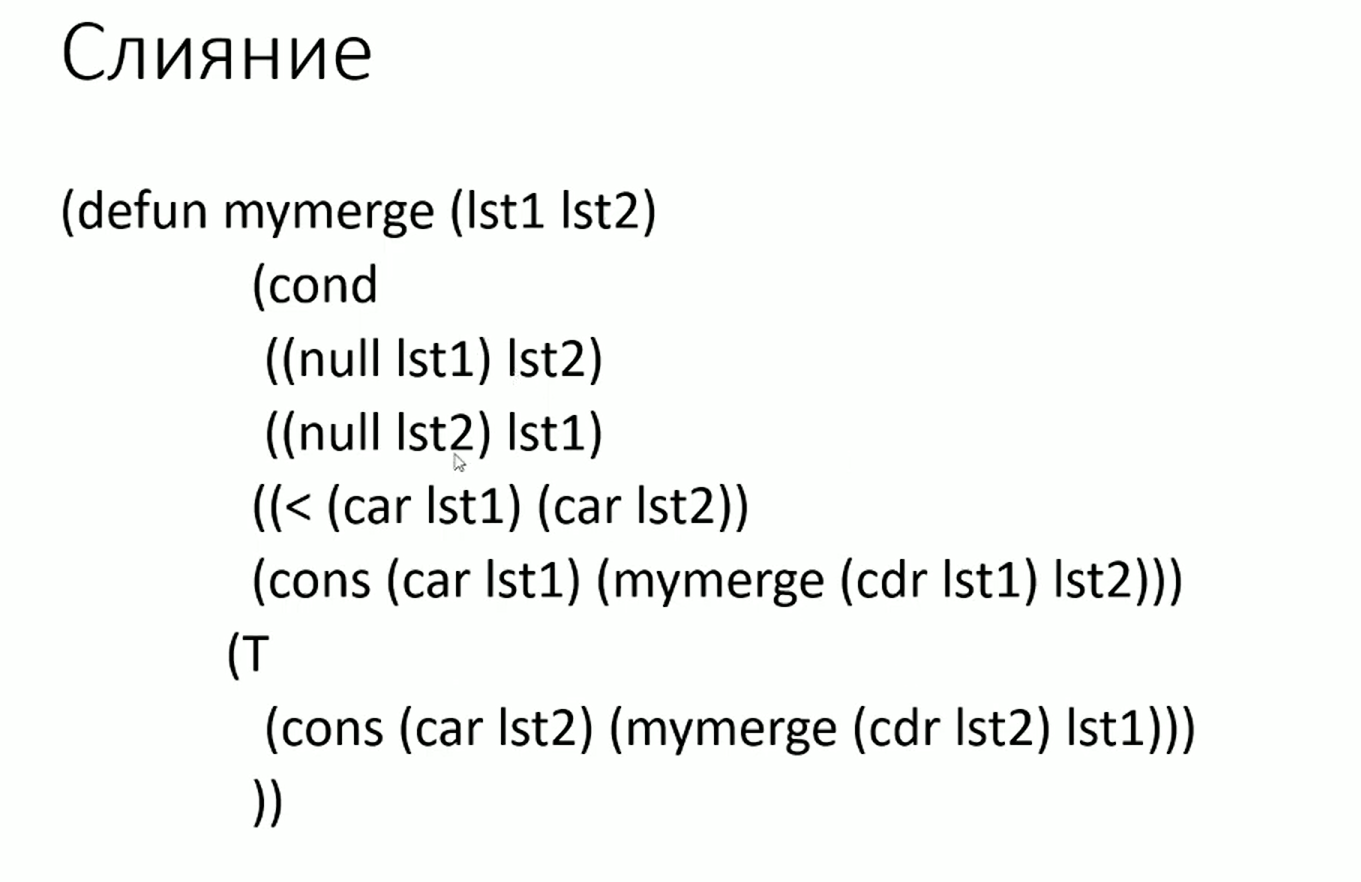 Слияние
(defun mymerge (lst1 lst2)
(cond
((null lst1) lst2)
((null lst2) lst1)
((< (car lst1) (car lst2))
(cons (car lst1) (mymerge (cdr lst1) lst2)))
(T
(cons (car lst2) (mymerge (cdr lst2) lst1)))
))